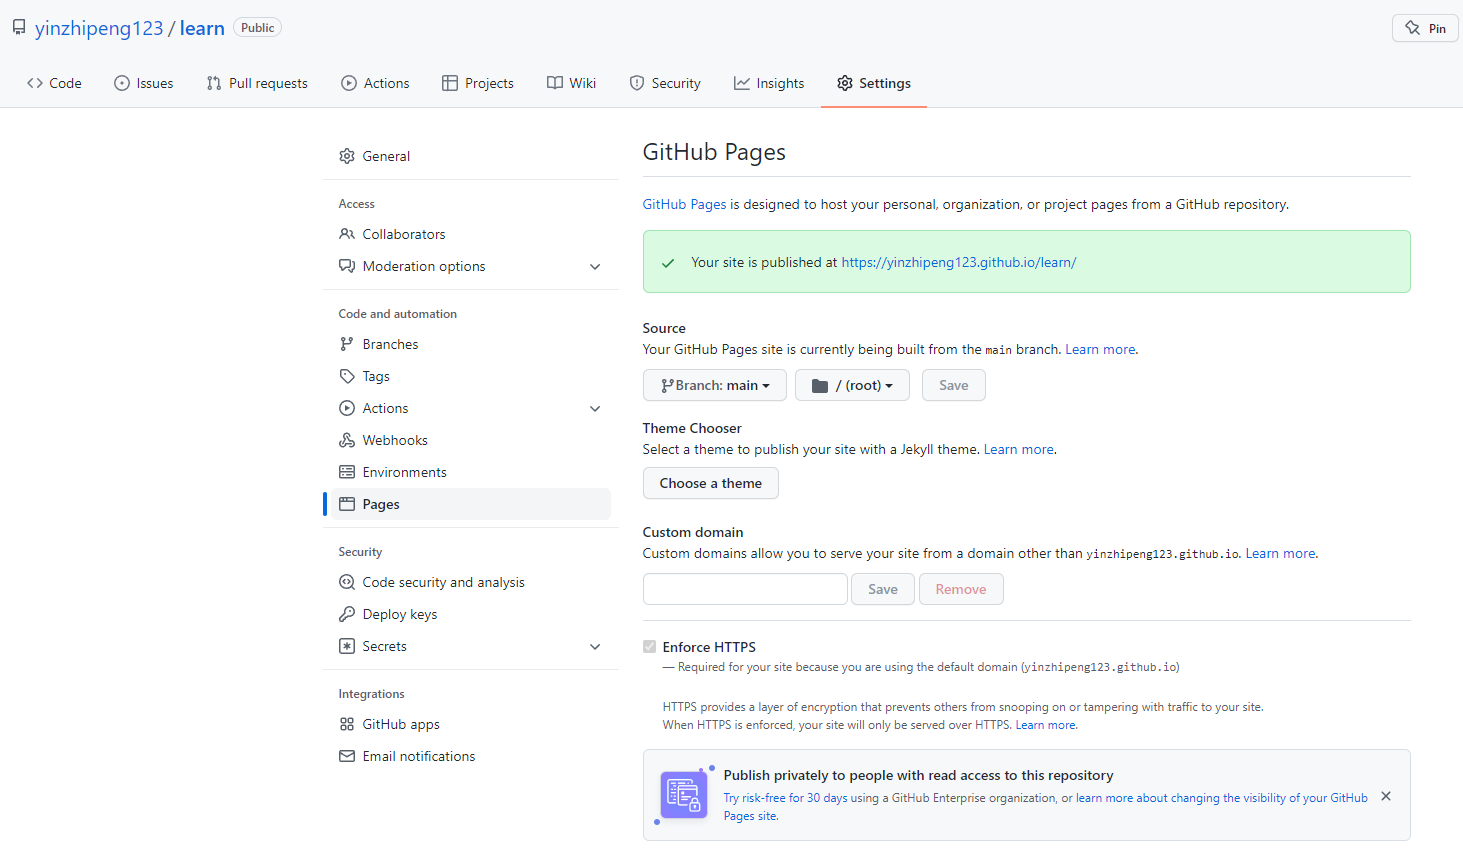 yinzhipeng123 / learn Public
Pin
Code Issues Pull requests Actions Projects Wiki Security Insights Settings
General
Access
Collaborators
Moderation options
Code and automation
Branches
Tags
Actions
Webhooks
Environments
Pages
Security
Code security and analysis
Deploy keys
Secrets
Integrations
GitHub apps
Email notifications
GitHub Pages
GitHub Pages is designed to host your personal, organization, or project pages from a GitHub repository.
Your site is published at https://yinzhipeng123.github.io/learn/
Source
Your GitHub Pages site is currently being built from the main branch. Learn more.
Branch: main / (root) Save
Theme Chooser
Select a theme to publish your site with a Jekyll theme. Learn more.
Choose a theme
Custom domain
Custom domains allow you to serve your site from a domain other than yinzhipeng123.github.io. Learn more.
Save Remove
Enforce HTTPS
— Required for your site because you are using the default domain (yinzhipeng123.github.io)
HTTPS provides a layer of encryption that prevents others from snooping on or tampering with traffic to your site.
When HTTPS is enforced, your site will only be served over HTTPS. Learn more.
Publish privately to people with read access to this repository
Try risk-free for 30 days using a GitHub Enterprise organization, or learn more about changing the visibility of your GitHub
Pages site.